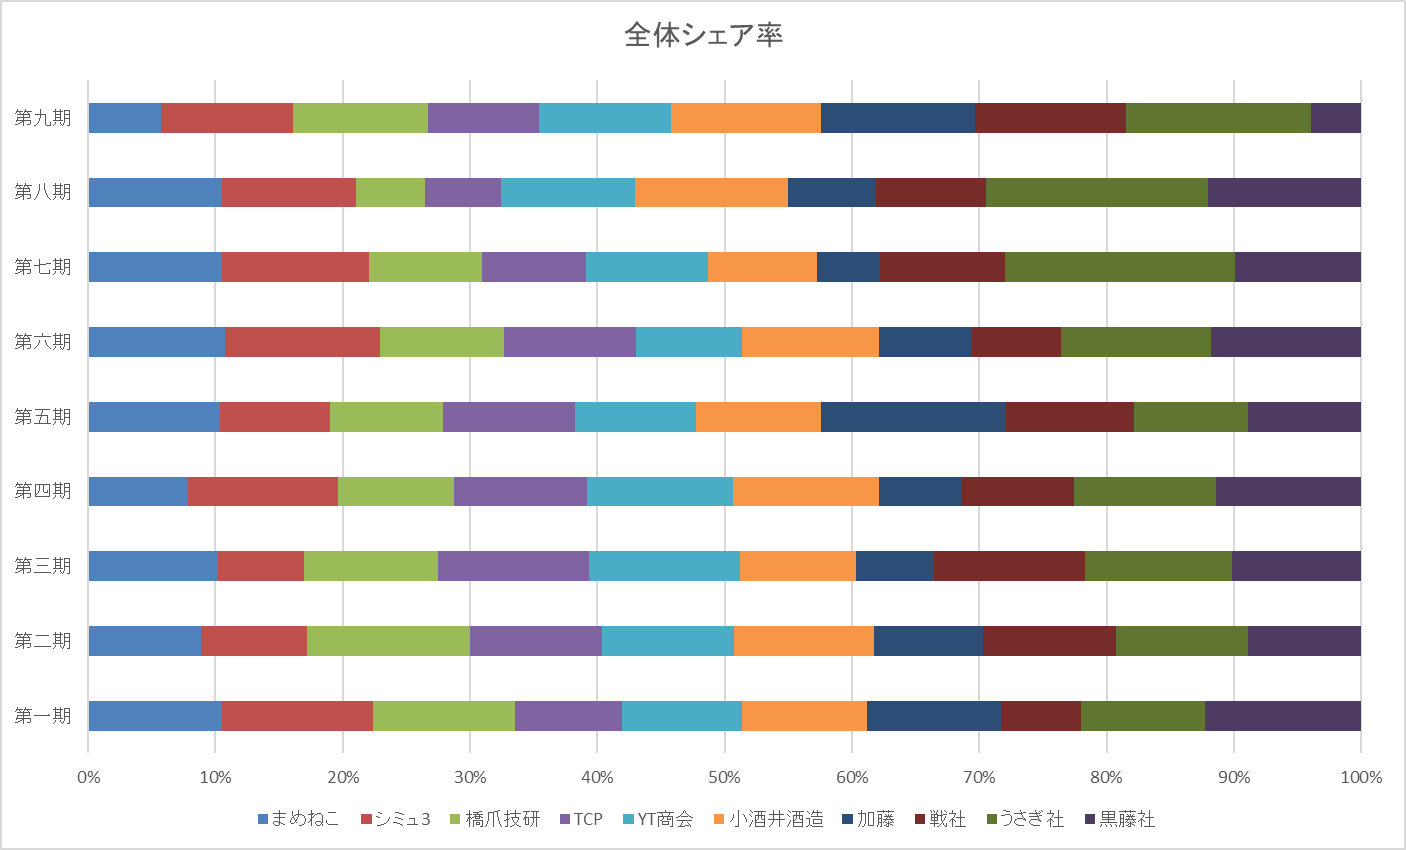 全体シェア率
第九期
第八期
第七期
第六期
第五期
第四期
第三期
第二期
第一期
0% 10% 20% 30% 40% 50% 60% 70% 80% 90% 100%
まめねこ シミュ3 橋爪技研 TCP YT商会 小酒井酒造 加藤 戦社 うさぎ社 黒藤社